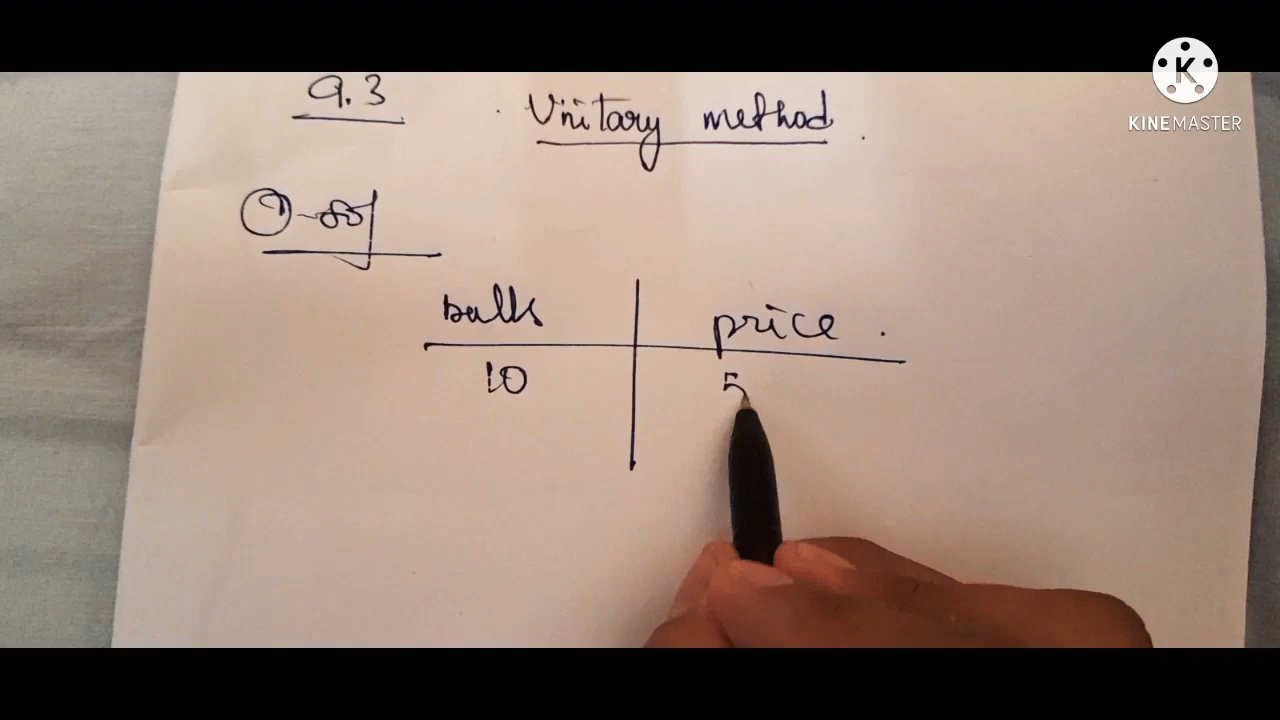 9.3
Unitary method.
KINEMASTER
balls | price.
10 | 5